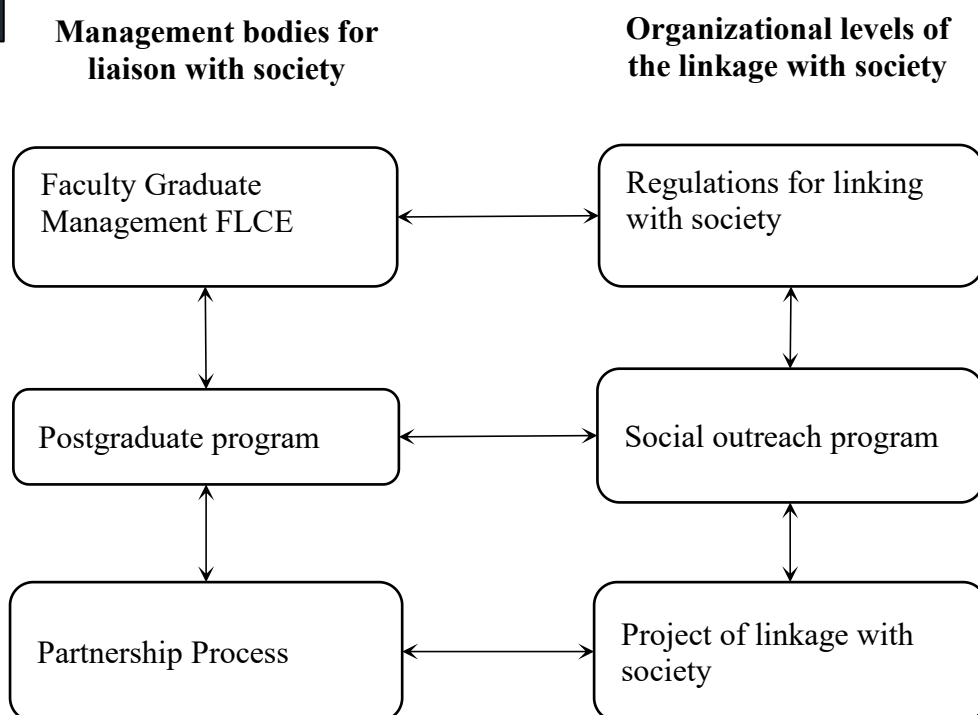 Management bodies for
liaison with society
Organizational levels of
the linkage with society
Faculty Graduate
Management FLCE
Regulations for linking
with society
Postgraduate program
Social outreach program
Partnership Process
Project of linkage with
society